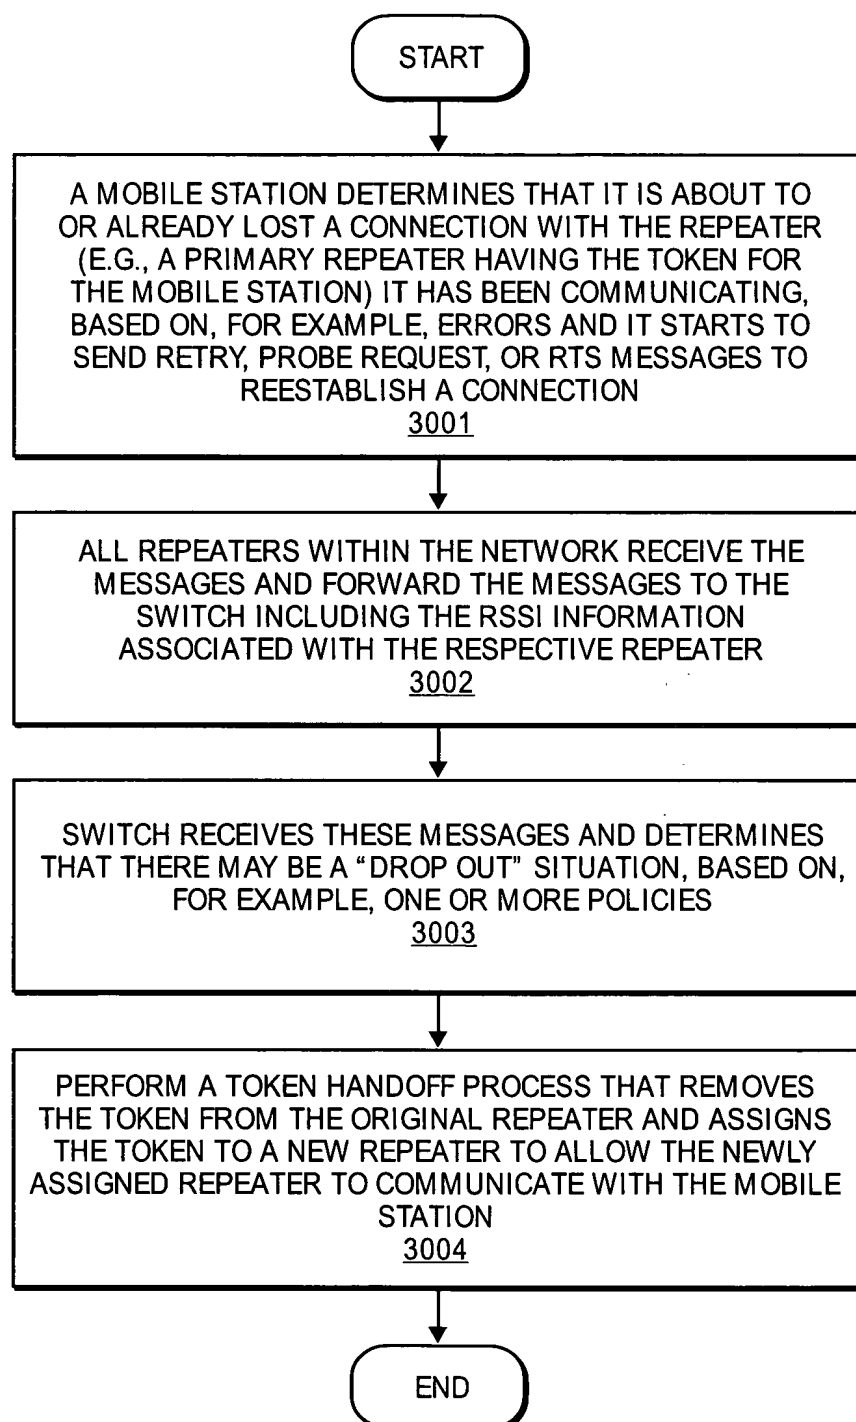 START
A MOBILE STATION DETERMINES THAT IT IS ABOUT TO
OR ALREADY LOST A CONNECTION WITH THE REPEATER
(E.G., A PRIMARY REPEATER HAVING THE TOKEN FOR
THE MOBILE STATION) IT HAS BEEN COMMUNICATING,
BASED ON, FOR EXAMPLE, ERRORS AND IT STARTS TO
SEND RETRY, PROBE REQUEST, OR RTS MESSAGES TO
REESTABLISH A CONNECTION
3001
ALL REPEATERS WITHIN THE NETWORK RECEIVE THE
MESSAGES AND FORWARD THE MESSAGES TO THE
SWITCH INCLUDING THE RSSI INFORMATION
ASSOCIATED WITH THE RESPECTIVE REPEATER
3002
SWITCH RECEIVES THESE MESSAGES AND DETERMINES
THAT THERE MAY BE A “DROP OUT” SITUATION, BASED ON,
FOR EXAMPLE, ONE OR MORE POLICIES
3003
PERFORM A TOKEN HANDOFF PROCESS THAT REMOVES
THE TOKEN FROM THE ORIGINAL REPEATER AND ASSIGNS
THE TOKEN TO A NEW REPEATER TO ALLOW THE NEWLY
ASSIGNED REPEATER TO COMMUNICATE WITH THE MOBILE
STATION
3004
END